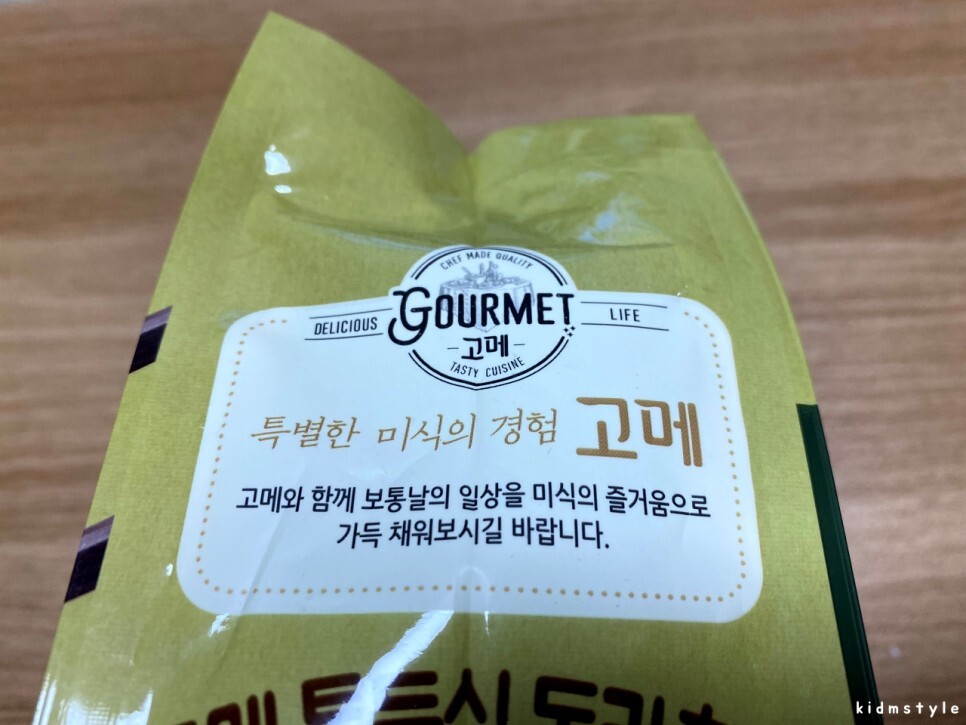 CHEF MADE QUALITY
DELICIOUS GOURMET LIFE
고메
TASTY CUISINE
특별한 미식의 경험 고메
고메와 함께 보통날의 일상을 미식의 즐거움으로
가득 채워보시길 바랍니다.
kidmstyle